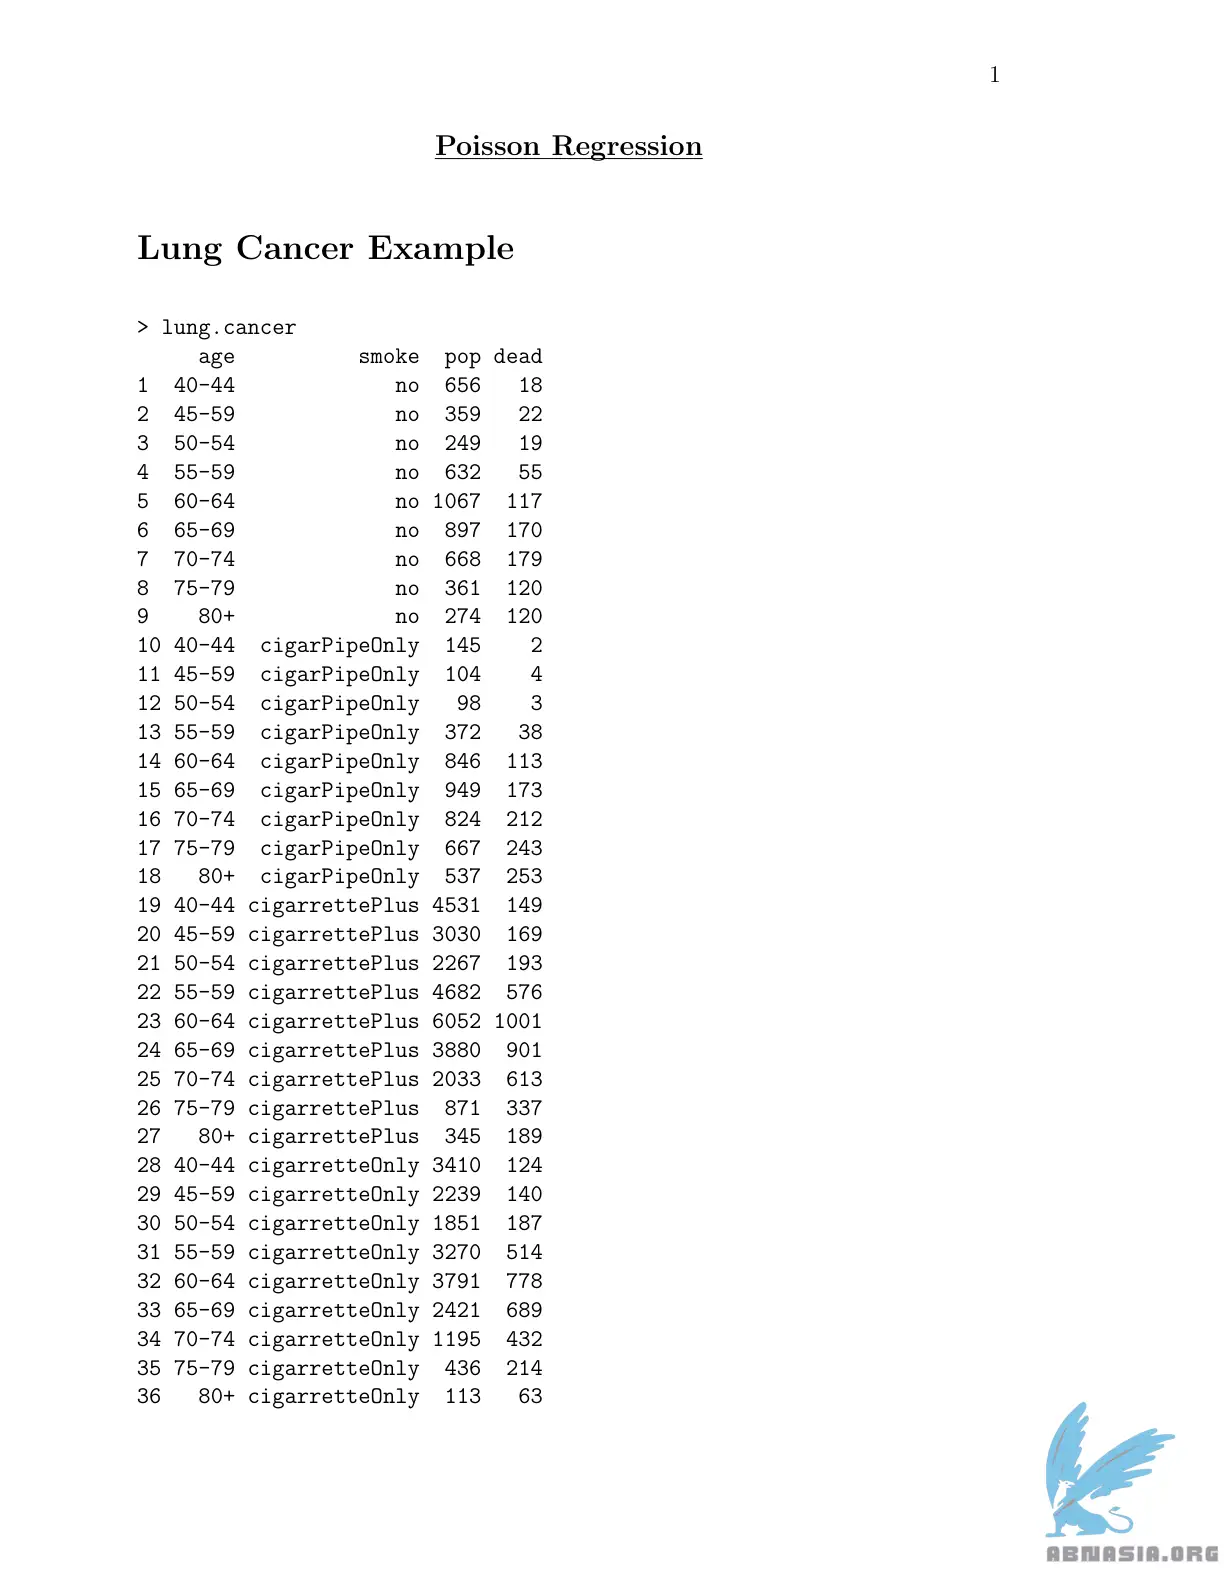 1
Poisson Regression
Lung Cancer Example
> lung.cancer
age smoke pop dead
1 40-44 no 656 18
2 45-59 no 359 22
3 50-54 no 249 19
4 55-59 no 632 55
5 60-64 no 1067 117
6 65-69 no 897 170
7 70-74 no 668 179
8 75-79 no 361 120
9 80+ no 274 120
10 40-44 cigarPipeOnly 145 2
11 45-59 cigarPipeOnly 104 4
12 50-54 cigarPipeOnly 98 3
13 55-59 cigarPipeOnly 372 38
14 60-64 cigarPipeOnly 846 113
15 65-69 cigarPipeOnly 949 173
16 70-74 cigarPipeOnly 824 212
17 75-79 cigarPipeOnly 667 243
18 80+ cigarPipeOnly 537 253
19 40-44 cigarrettePlus 4531 149
20 45-59 cigarrettePlus 3030 169
21 50-54 cigarrettePlus 2267 193
22 55-59 cigarrettePlus 4682 576
23 60-64 cigarrettePlus 6052 1001
24 65-69 cigarrettePlus 3880 901
25 70-74 cigarrettePlus 2033 613
26 75-79 cigarrettePlus 871 337
27 80+ cigarrettePlus 345 189
28 40-44 cigarretteOnly 3410 124
29 45-59 cigarretteOnly 2239 140
30 50-54 cigarretteOnly 1851 187
31 55-59 cigarretteOnly 3270 514
32 60-64 cigarretteOnly 3791 778
33 65-69 cigarretteOnly 2421 689
34 70-74 cigarretteOnly 1195 432
35 75-79 cigarretteOnly 436 214
36 80+ cigarretteOnly 113 63
ABNASIA.ORG